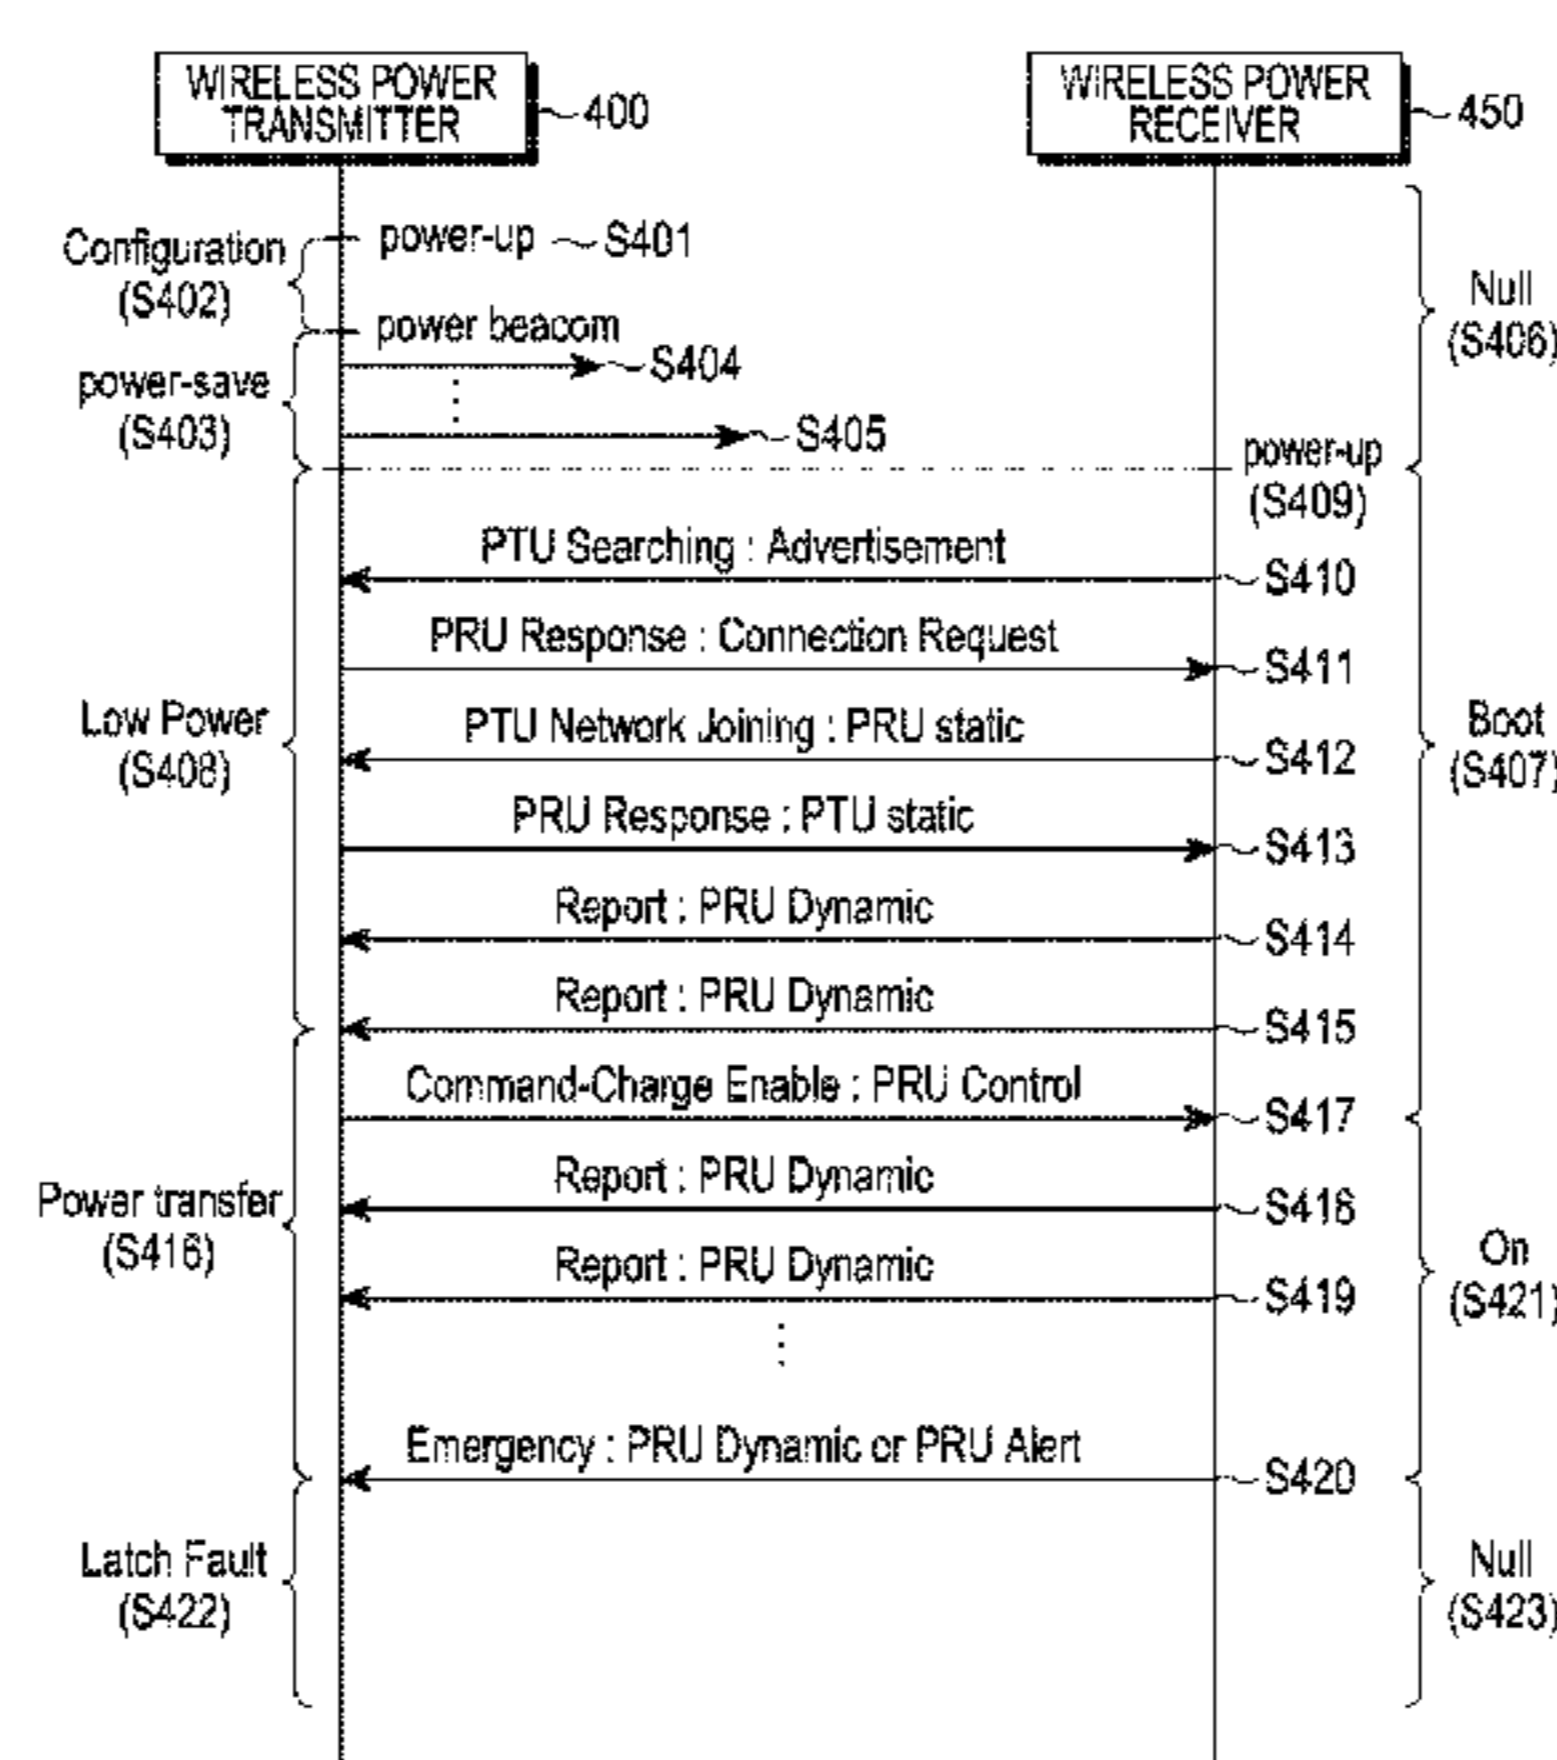 WIRELESS POWER
TRANSMITTER
400
WIRELESS POWER
RECEIVER
450
Configuration
(S402)
power-up
S401
Null
(S406)
power beacom
S404
power-save
(S403)
S405
power-up
(S409)
PTU Searching : Advertisement
S410
PRU Response : Connection Request
S411
Low Power
(S408)
PTU Network Joining : PRU static
S412
Boot
(S407)
PRU Response : PTU static
S413
Report : PRU Dynamic
S414
Report : PRU Dynamic
S415
Command-Charge Enable : PRU Control
S417
Power transfer
(S416)
Report : PRU Dynamic
S418
On
(S421)
Report : PRU Dynamic
S419
Emergency : PRU Dynamic or PRU Alert
S420
Latch Fault
(S422)
Null
(S423)